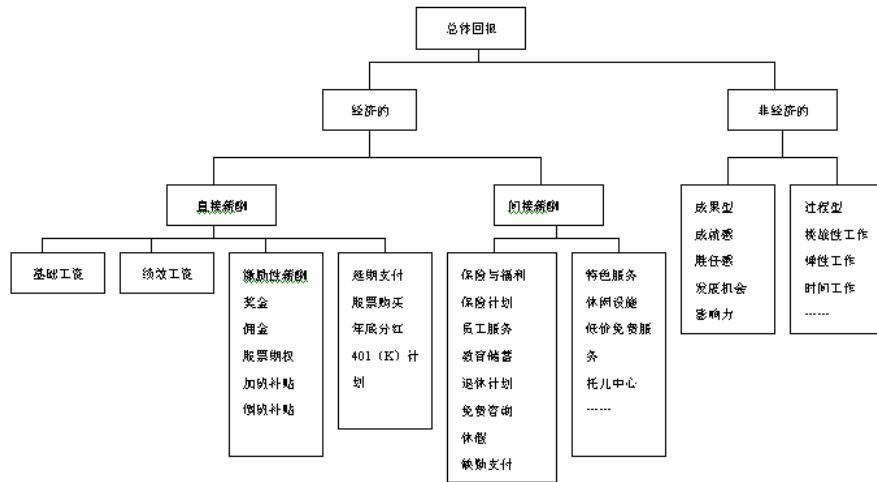 总体回报
经济的
非经济的
直接薪酬
间接薪酬
基础工资
绩效工资
激励性薪酬
奖金
佣金
股票期权
加班补贴
倒班补贴
延期支付
股票购买
年底分红
401（K）计
划
保险与福利
保险计划
员工服务
教育储蓄
退休计划
免费咨询
休假
缺勤支付
特色服务
休闲设施
低价免费服
务
托儿中心
······
成果型
成就感
胜任感
发展机会
影响力
过程型
挑战性工作
弹性工作
时间工作
······